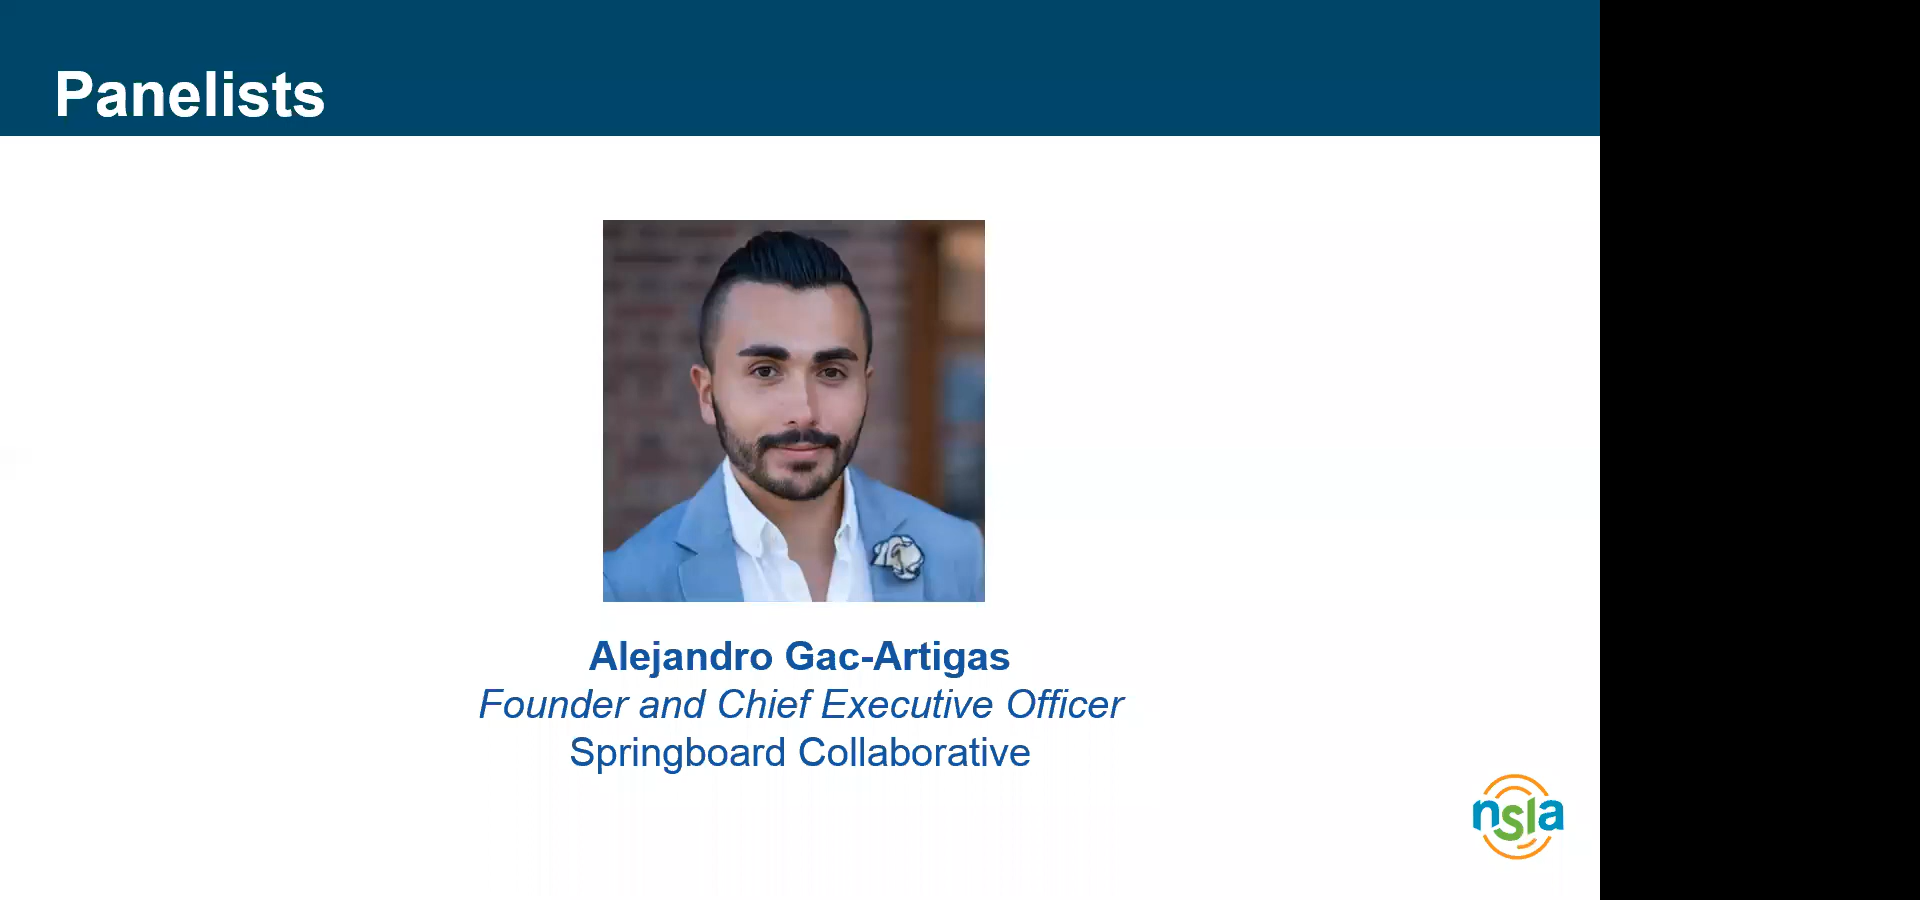 Panelists
Alejandro Gac-Artigas
Founder and Chief Executive Officer
Springboard Collaborative
nsla